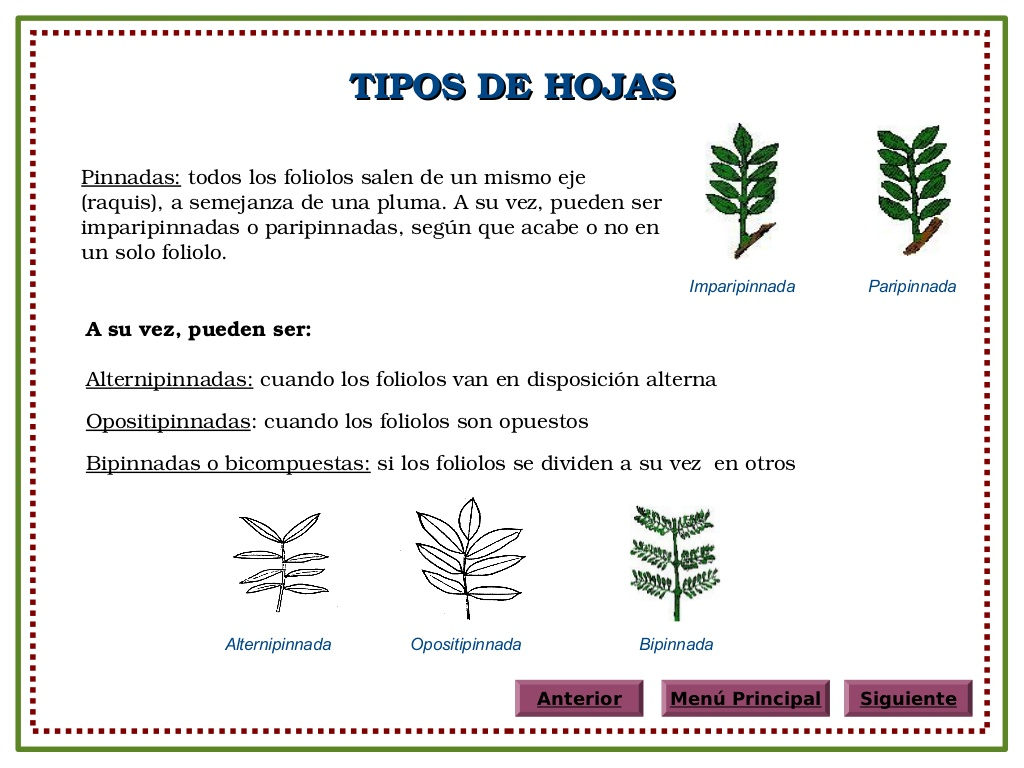 TIPOS DE HOJAS
Pinnadas: todos los foliolos salen de un mismo eje
(raquis), a semejanza de una pluma. A su vez, pueden ser
imparipinnadas o paripinnadas, según que acabe o no en
un solo foliolo.
Imparipinnada
Paripinnada
A su vez, pueden ser:
Alternipinnadas: cuando los foliolos van en disposición alterna
Opositipinnadas: cuando los foliolos son opuestos
Bipinnadas o bicompuestas: si los foliolos se dividen a su vez  en otros
Alternipinnada
Opositipinnada
Bipinnada
Anterior
Menú Principal
Siguiente